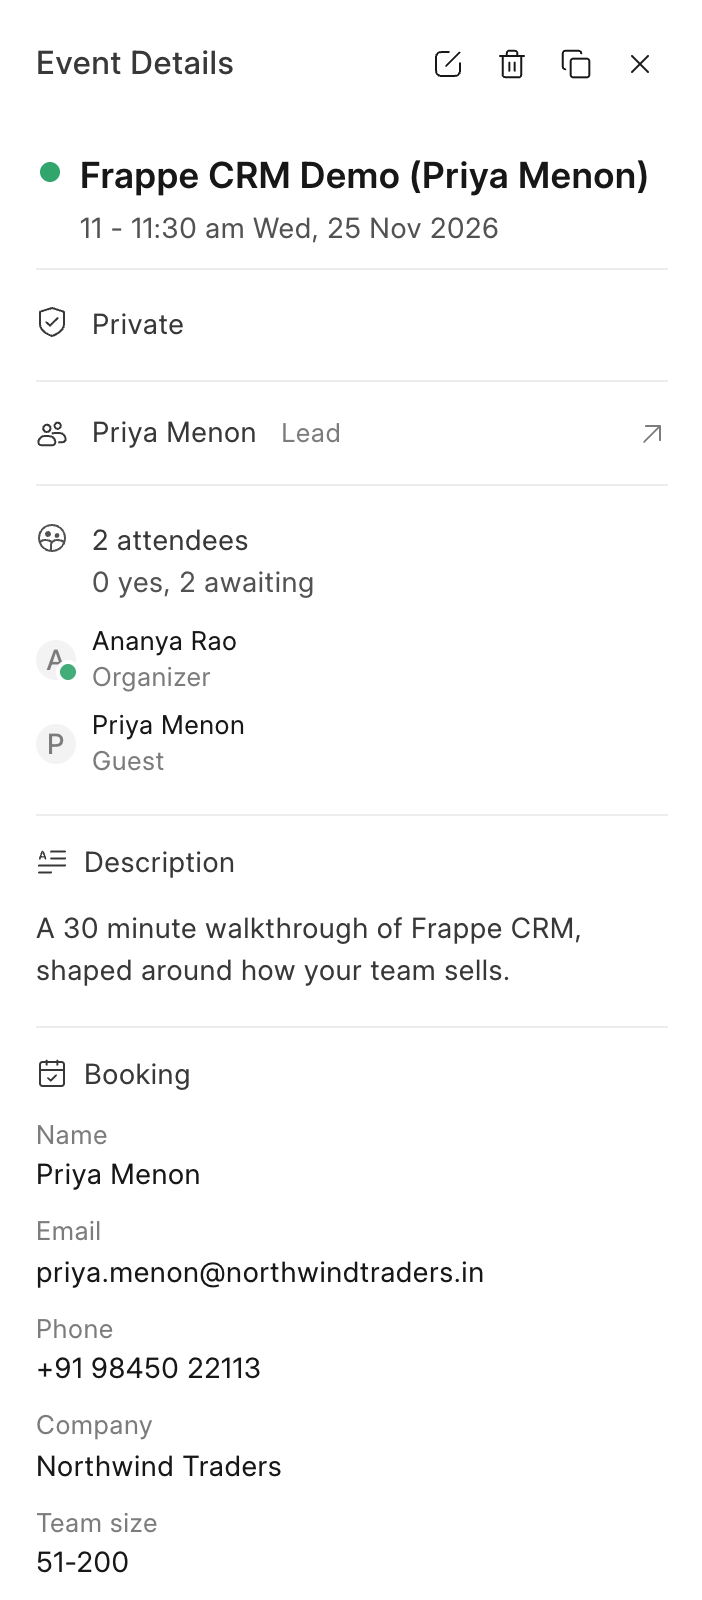 Event Details
Frappe CRM Demo (Priya Menon)
11 - 11:30 am Wed, 25 Nov 2026
Private
Priya Menon Lead
2 attendees
0 yes, 2 awaiting
A
Ananya Rao
Organizer
P
Priya Menon
Guest
Description
A 30 minute walkthrough of Frappe CRM,
shaped around how your team sells.
Booking
Name
Priya Menon
Email
priya.menon@northwindtraders.in
Phone
+91 98450 22113
Company
Northwind Traders
Team size
51-200